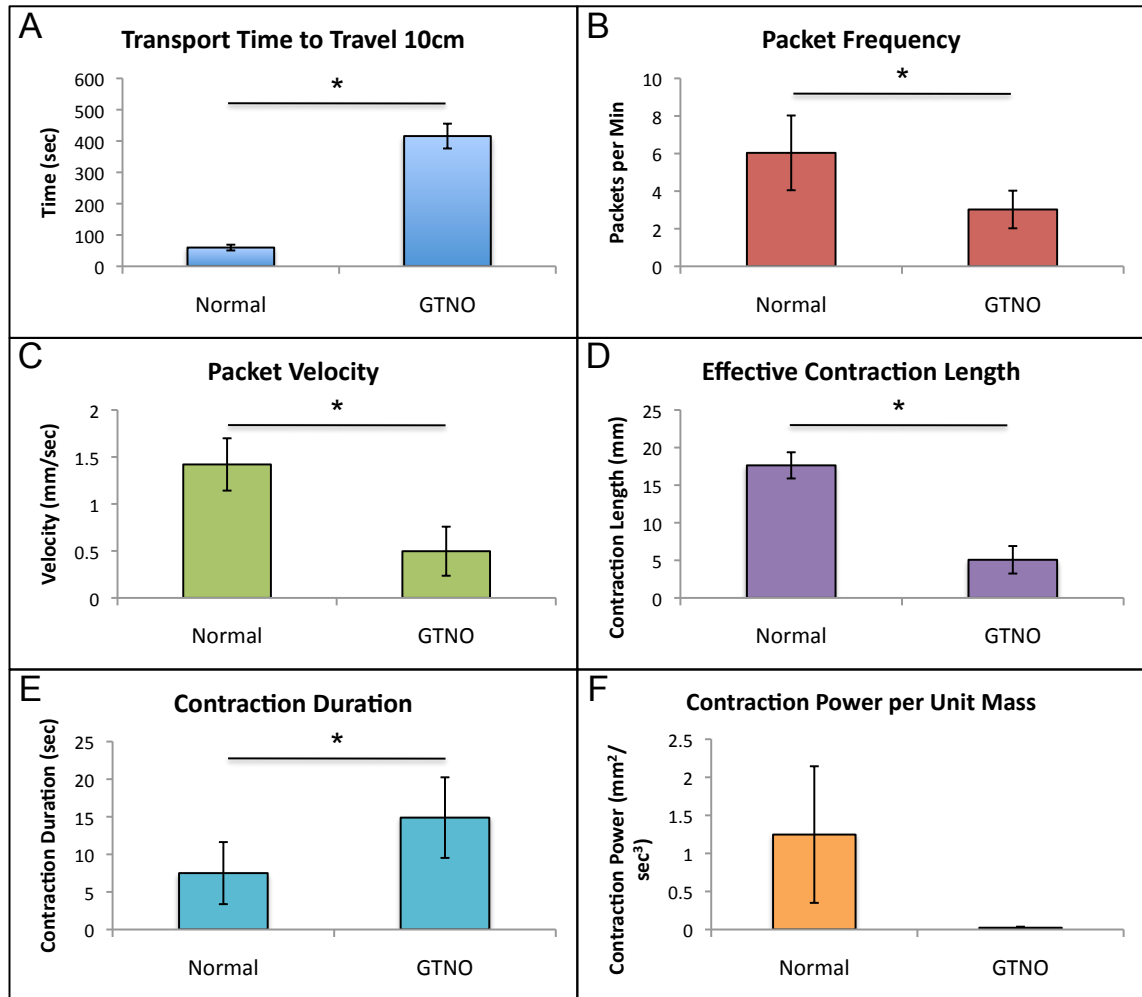 A
Transport Time to Travel 10cm
Time (sec)
600
500
400
300
200
100
0
*
Normal GTNO
B
Packet Frequency
Packets per Min
10
8
6
4
2
0
*
Normal GTNO
C
Packet Velocity
Velocity (mm/sec)
2
1.5
1
0.5
0
*
Normal GTNO
D
Effective Contraction Length
Contraction Length (mm)
25
20
15
10
5
0
*
Normal GTNO
E
Contraction Duration
Contraction Duration (sec)
25
20
15
10
5
0
*
Normal GTNO
F
Contraction Power per Unit Mass
Contraction Power (mm²/
sec³)
2.5
2
1.5
1
0.5
0
Normal GTNO